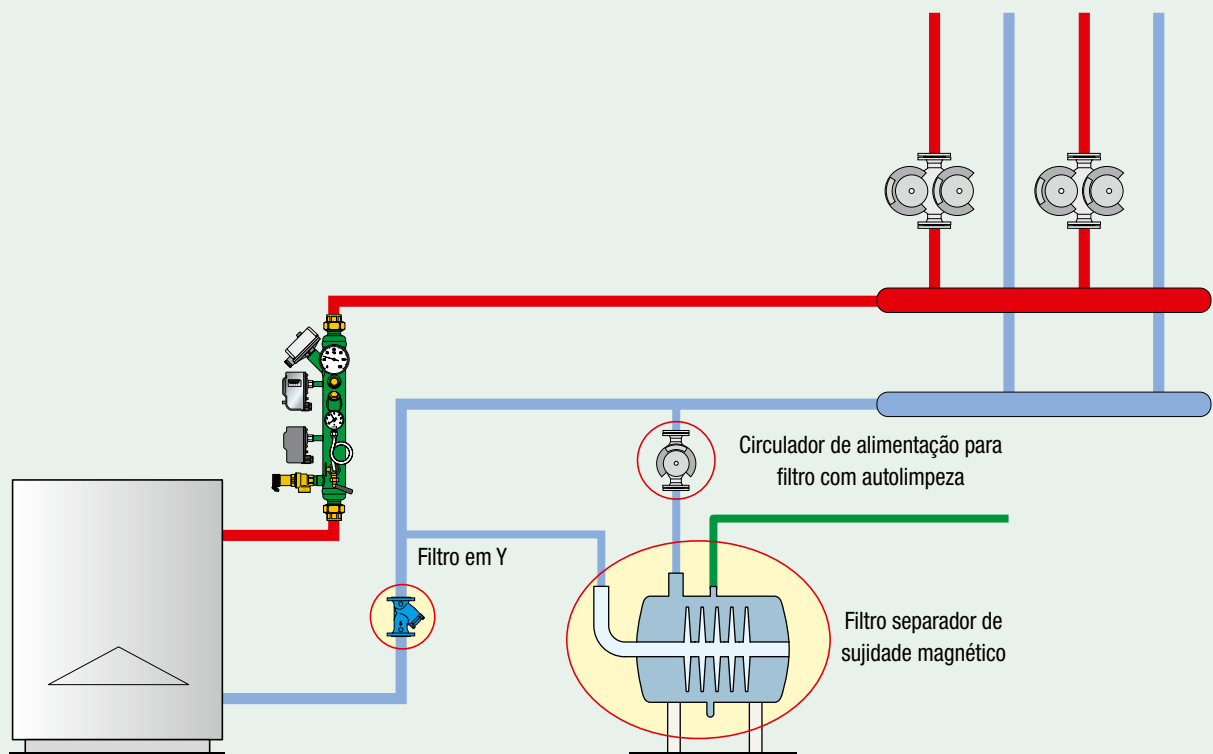 Circulador de alimentação para
filtro com autolimpeza
Filtro em Y
Filtro separador de
sujidade magnético